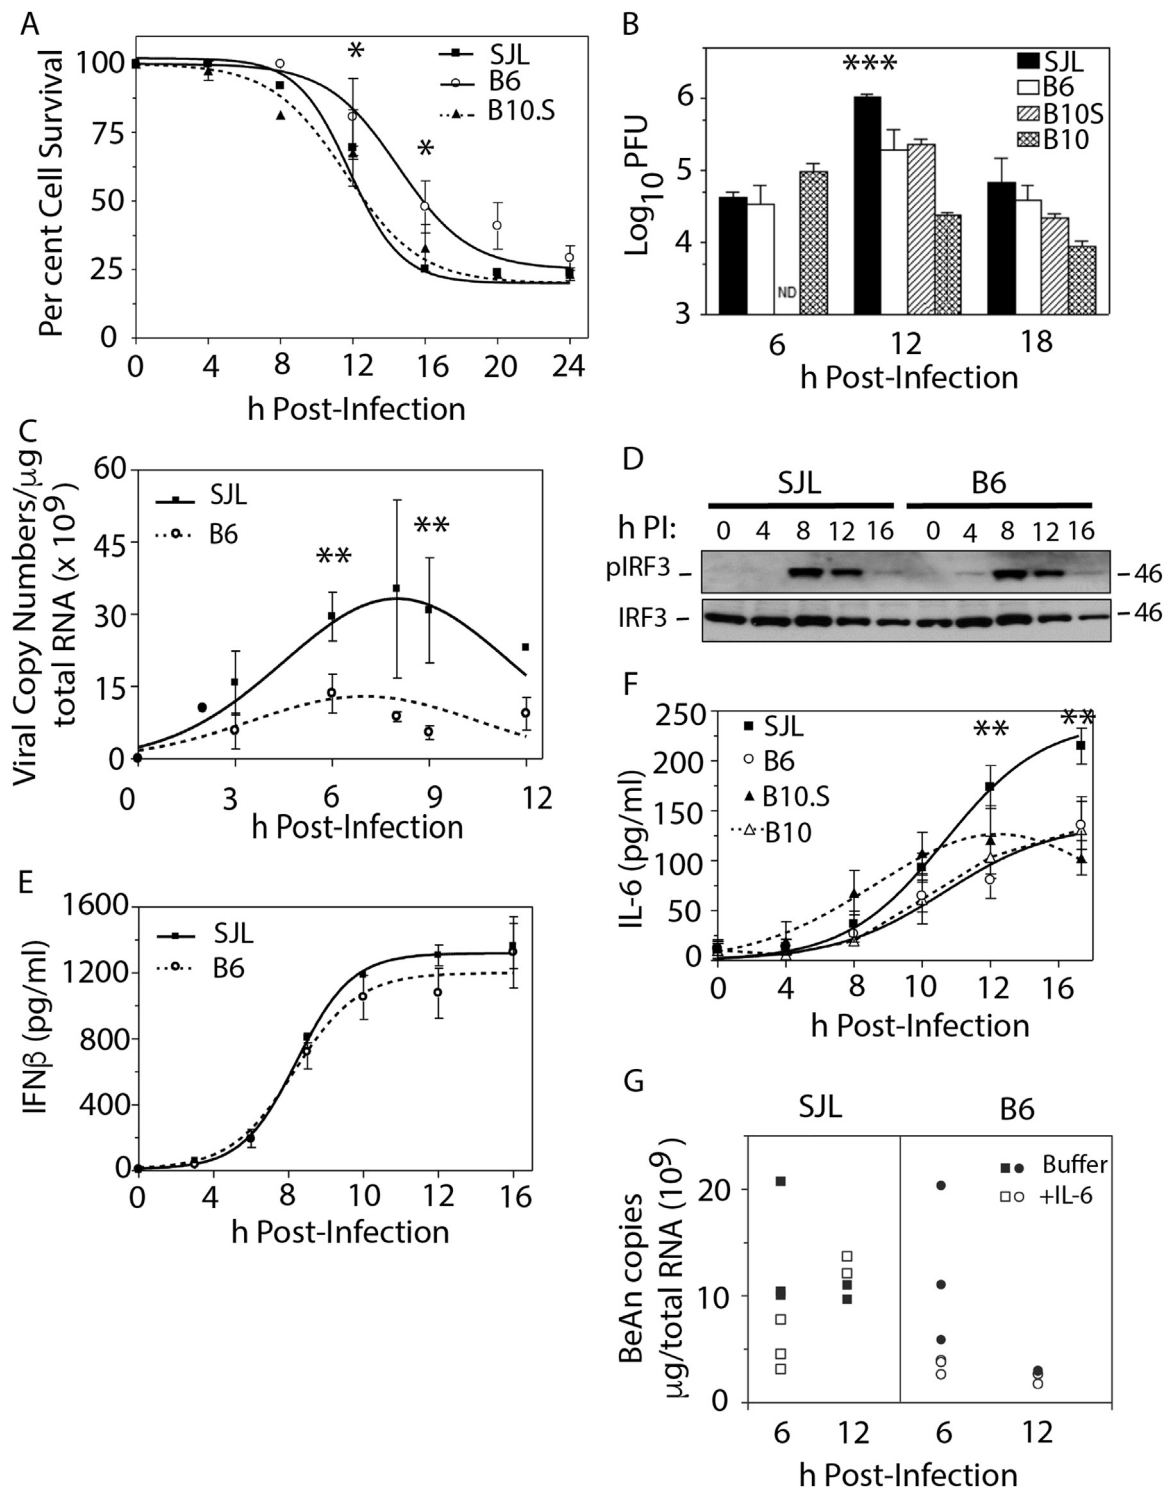 A
Per cent Cell Survival
100
75
50
25
0
*
*
SJL
B6
B10.S
0 4 8 12 16 20 24
h Post-Infection
B
Log10PFU
6
5
4
3
***
SJL
B6
B10S
B10
ND
6 12 18
h Post-Infection
C
Viral Copy Numbers/µg
total RNA (x 10⁹)
60
45
30
15
0
SJL
B6
**
**
0 3 6 9 12
h Post-Infection
D
SJL B6
h PI: 0 4 8 12 16 0 4 8 12 16
pIRF3 – –46
IRF3 – –46
E
IFNβ (pg/ml)
1600
1200
800
400
0
SJL
B6
0 4 8 10 12 16
h Post-Infection
F
IL-6 (pg/ml)
250
200
150
100
50
0
SJL
B6
B10.S
B10
**
**
0 4 8 10 12 16
h Post-Infection
G
SJL B6
BeAn copies
µg/total RNA (10⁹)
20
10
0
Buffer
+IL-6
6 12 6 12
h Post-Infection